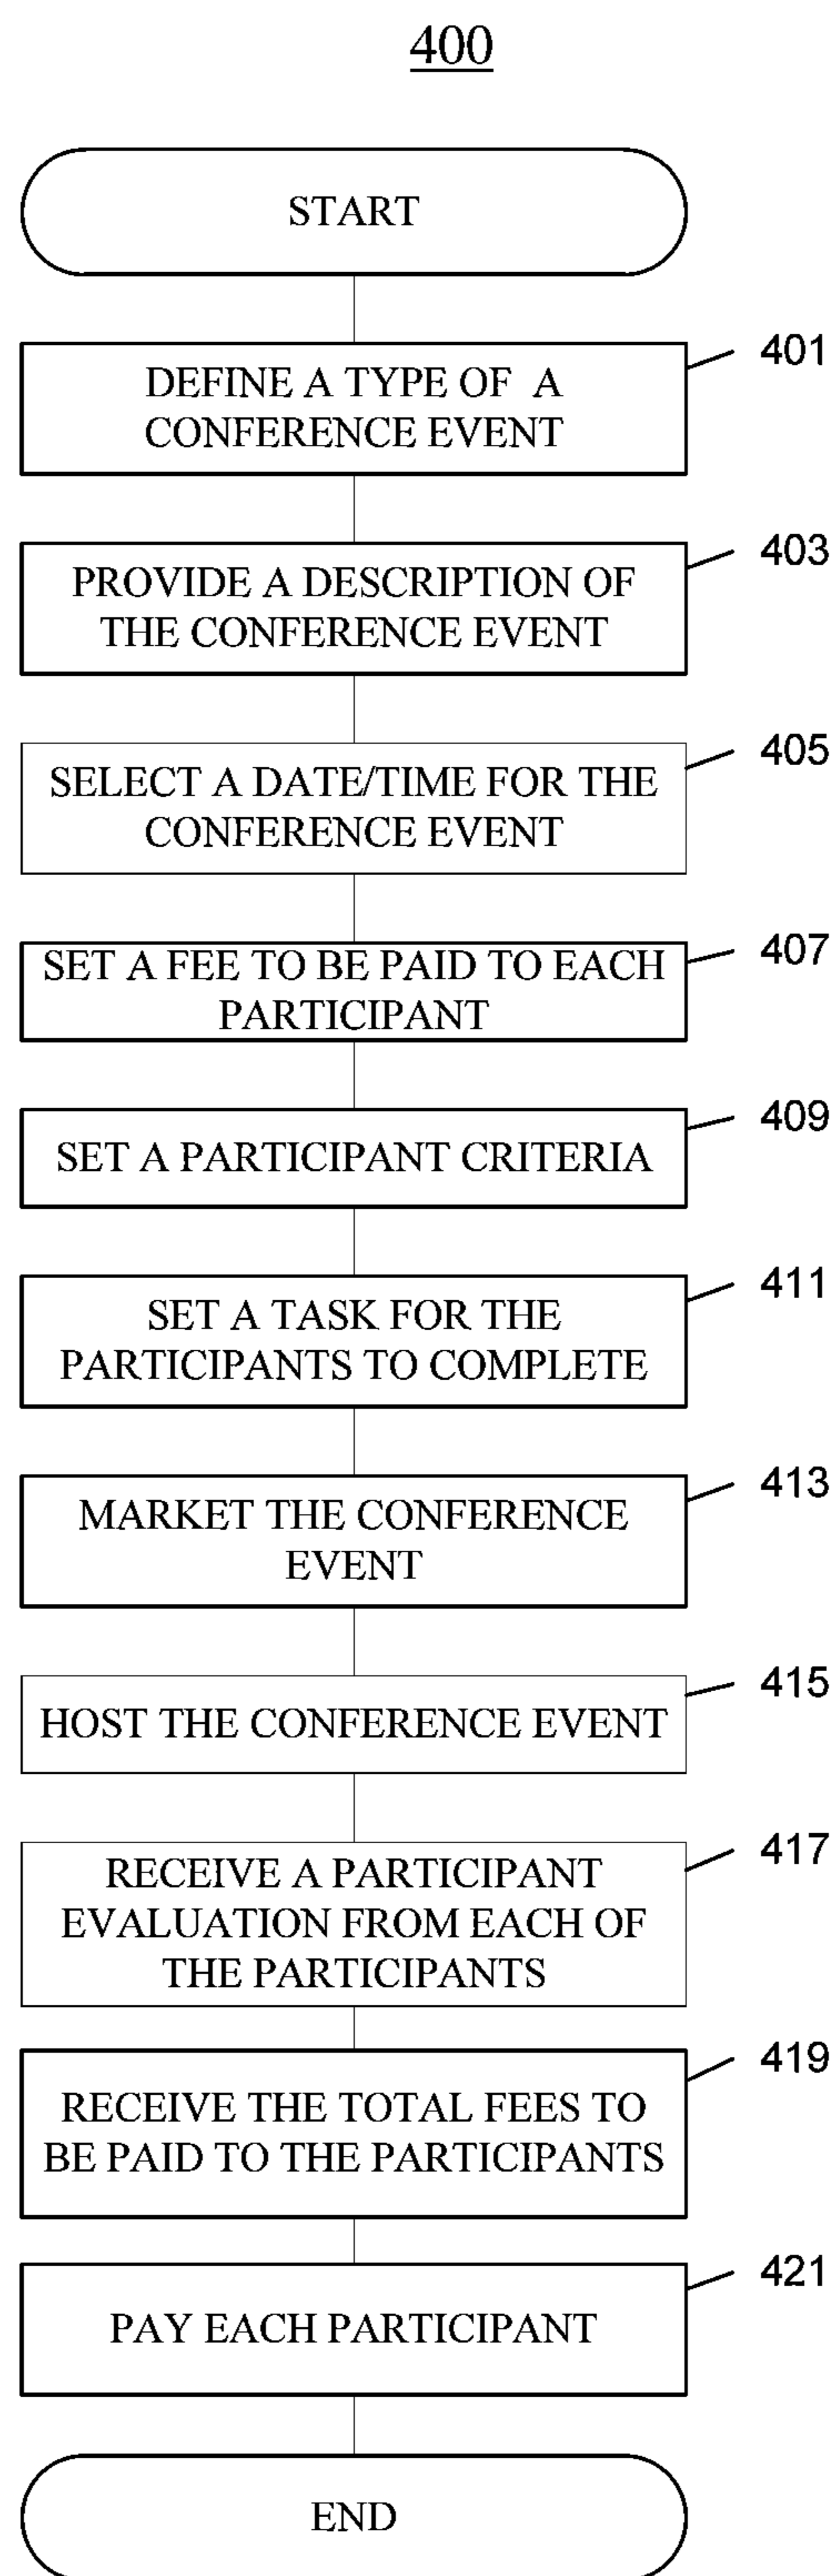 400
START
401
DEFINE A TYPE OF A
CONFERENCE EVENT
403
PROVIDE A DESCRIPTION OF
THE CONFERENCE EVENT
405
SELECT A DATE/TIME FOR THE
CONFERENCE EVENT
407
SET A FEE TO BE PAID TO EACH
PARTICIPANT
409
SET A PARTICIPANT CRITERIA
411
SET A TASK FOR THE
PARTICIPANTS TO COMPLETE
413
MARKET THE CONFERENCE
EVENT
415
HOST THE CONFERENCE EVENT
417
RECEIVE A PARTICIPANT
EVALUATION FROM EACH OF
THE PARTICIPANTS
419
RECEIVE THE TOTAL FEES TO
BE PAID TO THE PARTICIPANTS
421
PAY EACH PARTICIPANT
END